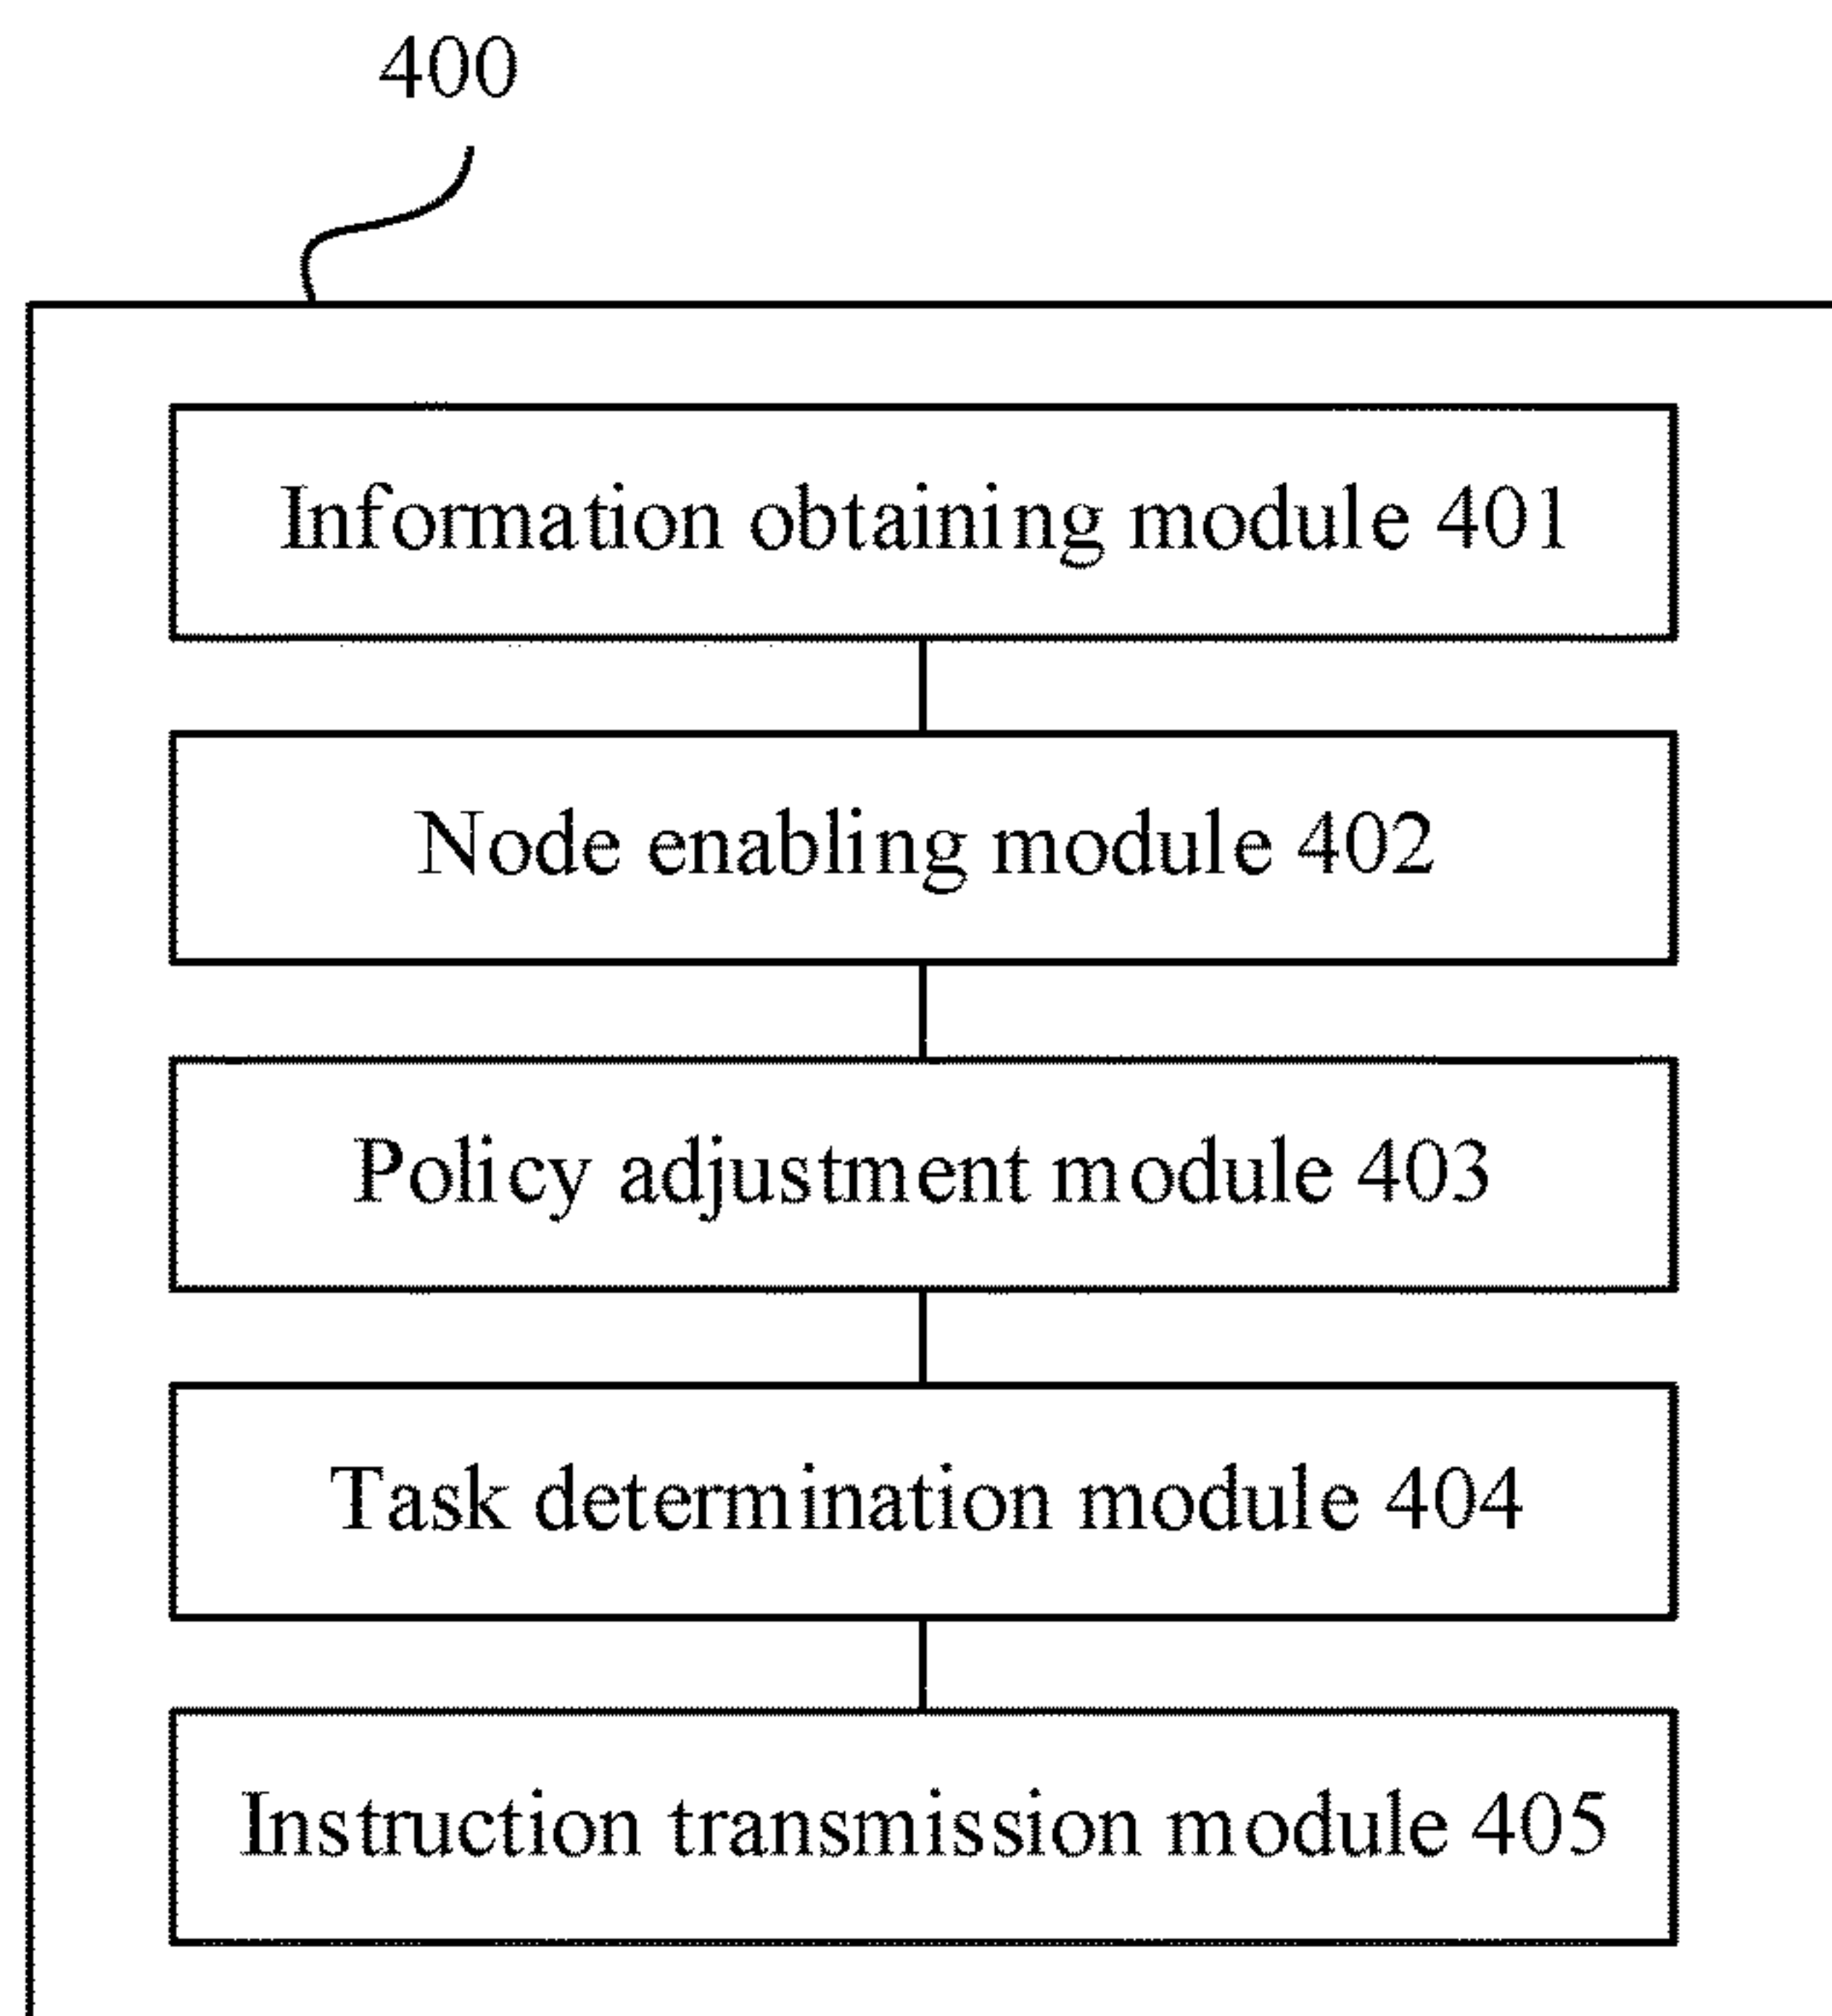 400
Information obtaining module 401
Node enabling module 402
Policy adjustment module 403
Task determination module 404
Instruction transmission module 405